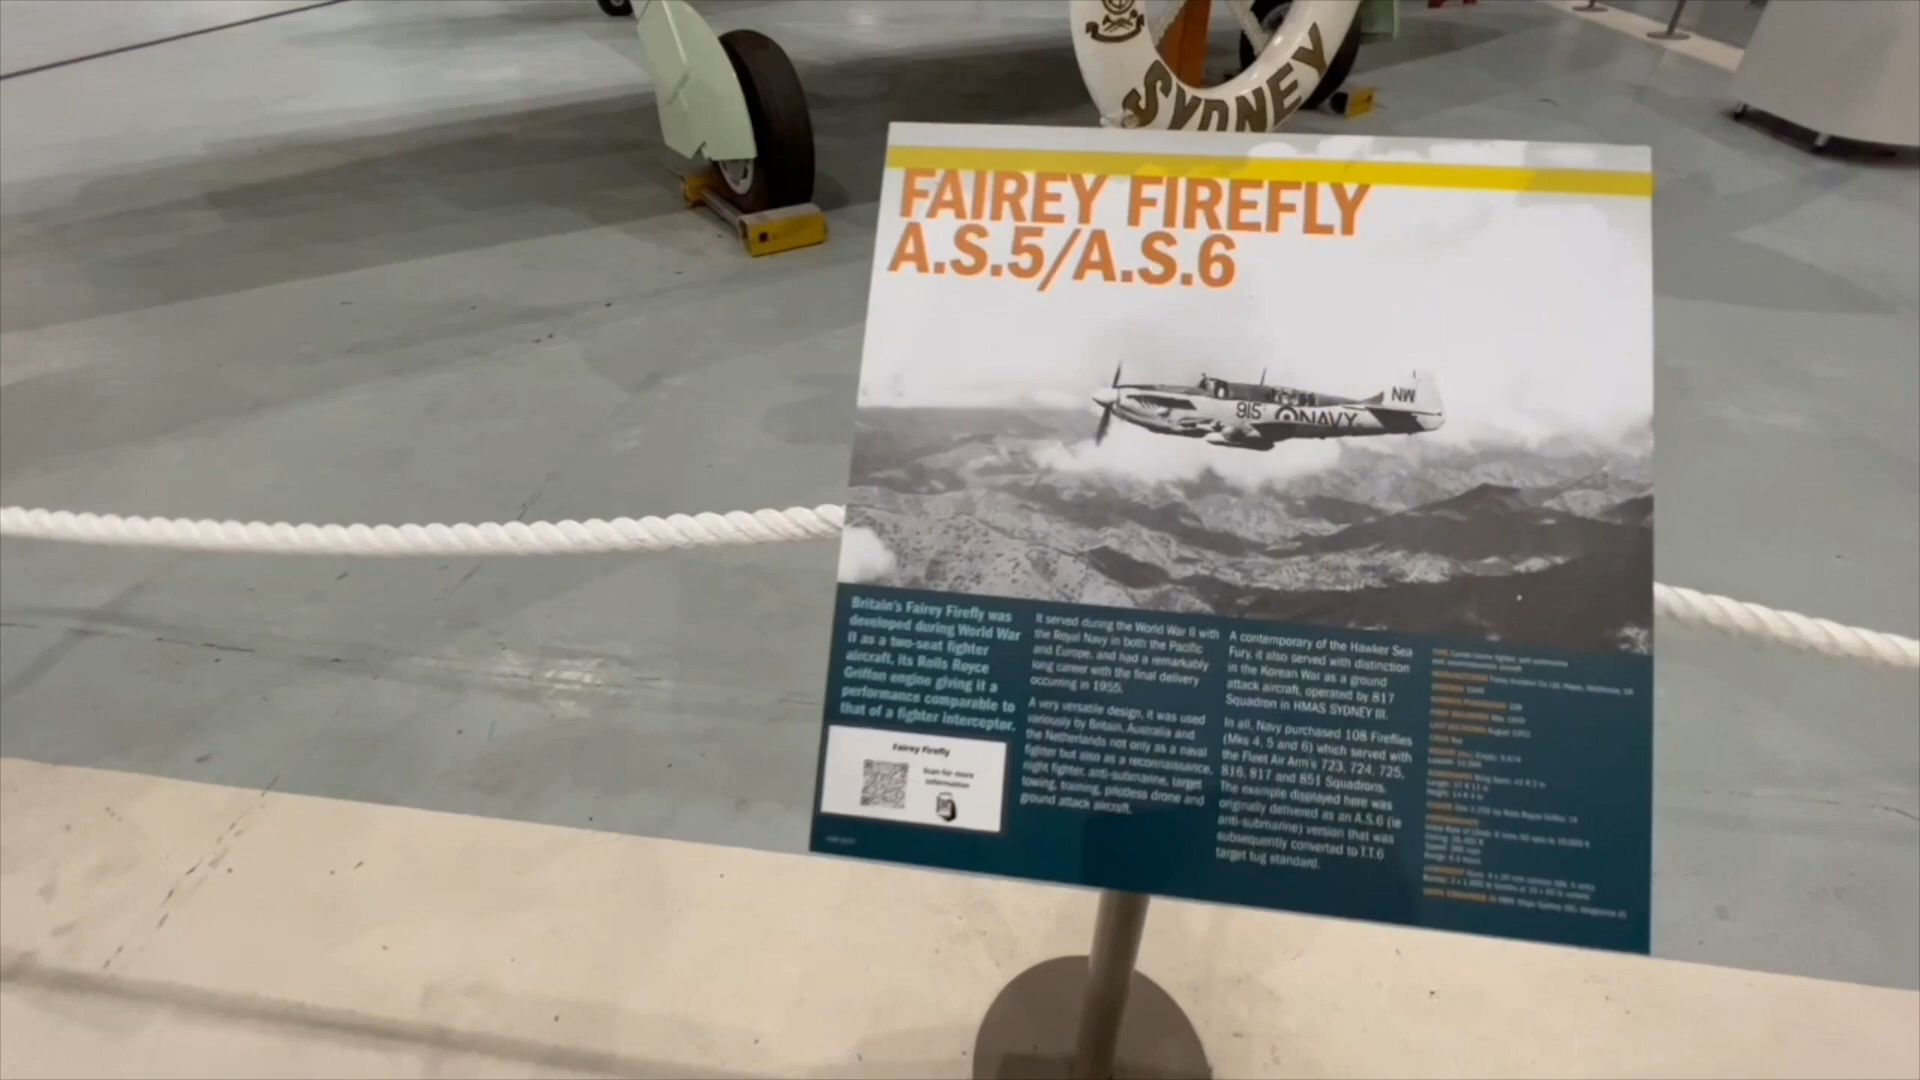 SYDNEY
FAIREY FIREFLY
A.S.5/A.S.6
NW
915
NAVY
Britain's Fairey Firefly was
developed during World War
II as a two-seat fighter
aircraft, its Rolls Royce
Griffon engine giving it a
performance comparable to
that of a fighter interceptor.
Fairey Firefly
Scan for more
information
It served during the World War II with
the Royal Navy in both the Pacific
and Europe, and had a remarkably
long career with the final delivery
occurring in 1955.
A very versatile design, it was used
variously by Britain, Australia and
the Netherlands not only as a naval
fighter but also as a reconnaissance,
night fighter, anti-submarine, target
towing, training, pilotless drone and
ground attack aircraft.
A contemporary of the Hawker Sea
Fury, it also served with distinction
in the Korean War as a ground
attack aircraft, operated by 817
Squadron in HMAS SYDNEY III.
In all, Navy purchased 108 Fireflies
(Mks 4, 5 and 6) which served with
the Fleet Air Arm's 723, 724, 725,
816, 817 and 851 Squadrons.
The example displayed here was
originally delivered as an A.S.6 (ie
anti-submarine) version that was
subsequently converted to T.T.6
target tug standard.